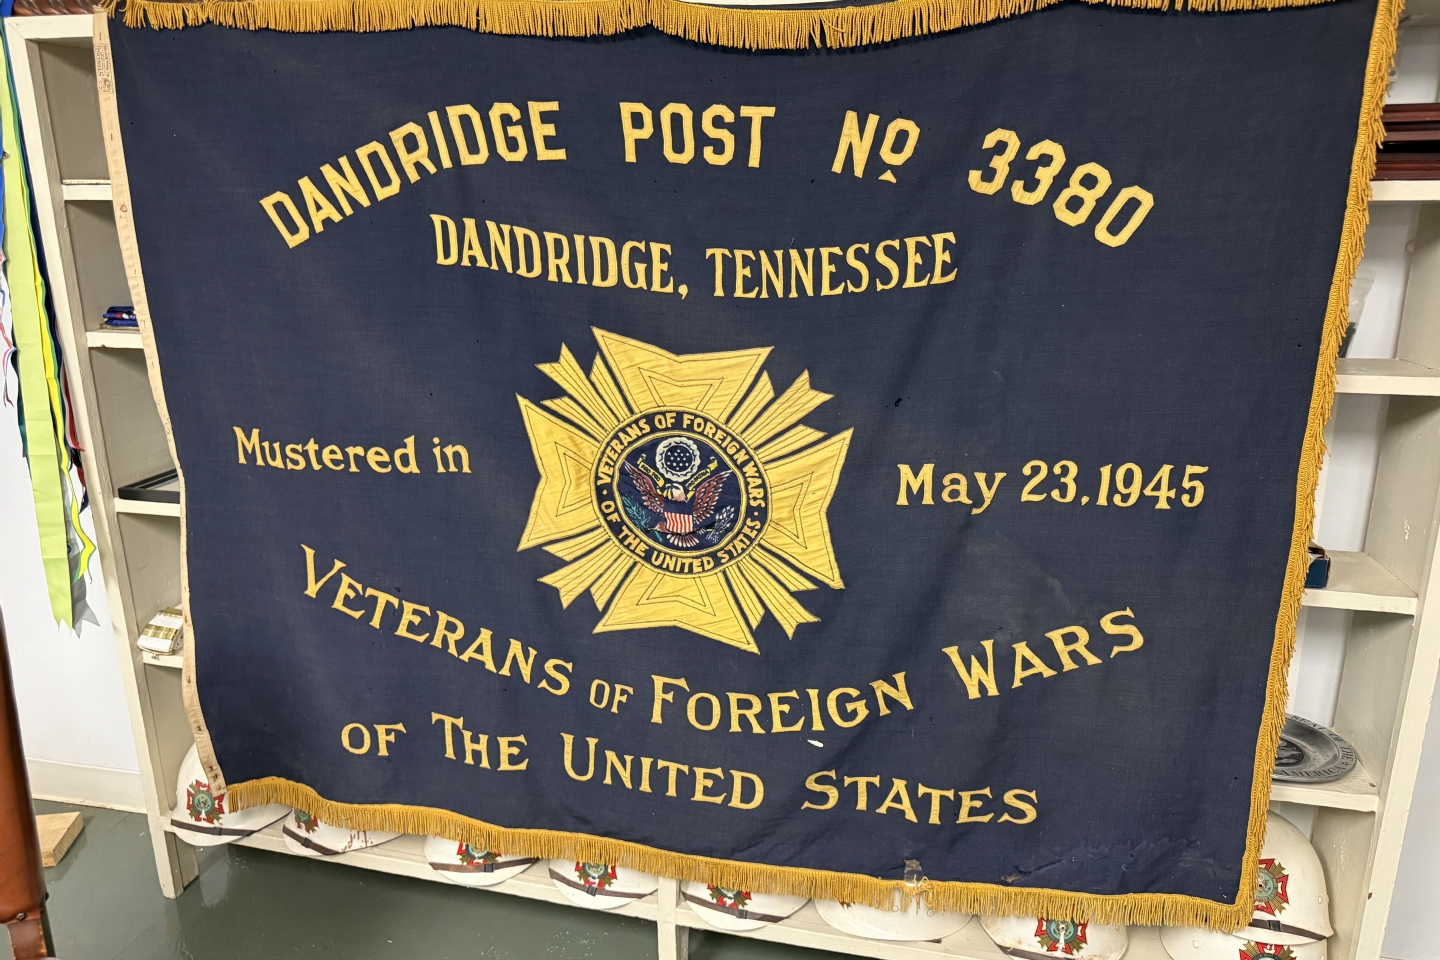 DANDRIDGE POST Nº 3380
DANDRIDGE, TENNESSEE
Mustered in May 23, 1945
VETERANS OF FOREIGN WARS
OF THE UNITED STATES
VETERANS OF FOREIGN WARS
OF THE UNITED STATES